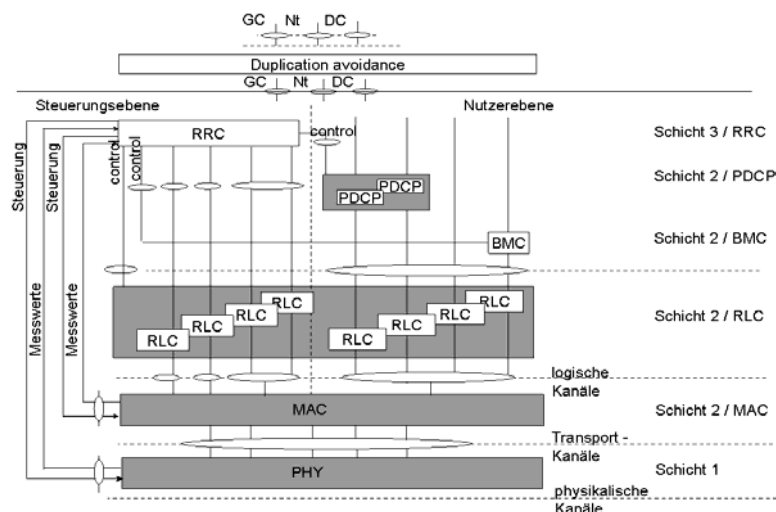 GC Nt DC
Duplication avoidance
GC Nt DC
Steuerungsebene Nutzerebene
RRC control Schicht 3 / RRC
Steuerung
Messwerte
Steuerung
Messwerte
control
control
PDCP
PDCP
Schicht 2 / PDCP
BMC Schicht 2 / BMC
RLC
RLC
RLC
RLC
RLC
RLC
RLC
RLC
Schicht 2 / RLC
logische
Kanäle
MAC Schicht 2 / MAC
Transport -
Kanäle
PHY Schicht 1
physikalische
Kanäle